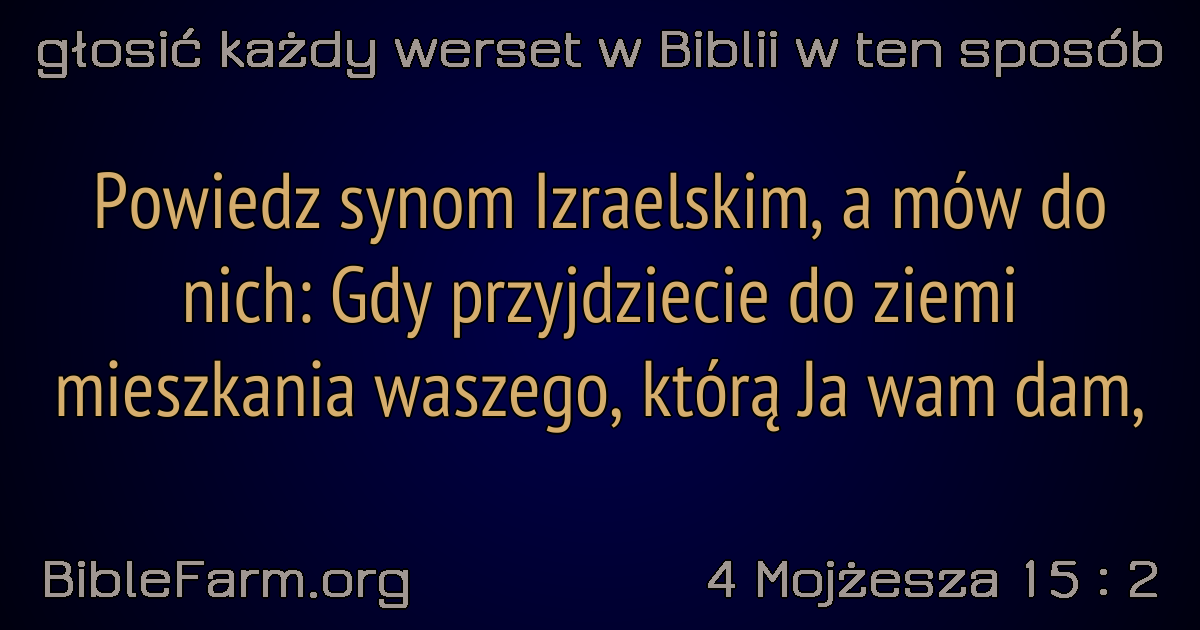 głosić każdy werset w Biblii w ten sposób
Powiedz synom Izraelskim, a mów do
nich: Gdy przyjdziecie do ziemi
mieszkania waszego, którą Ja wam dam,
BibleFarm.org
4 Mojżesza 15 : 2